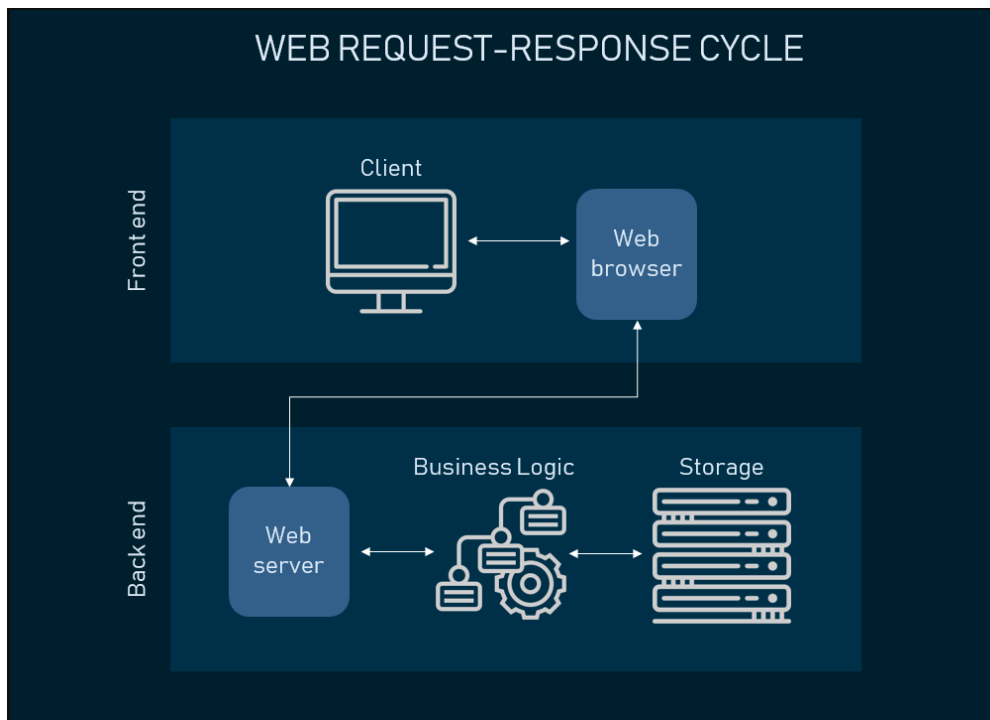 WEB REQUEST-RESPONSE CYCLE
Front end
Client
Web
browser
Back end
Web
server
Business Logic
Storage